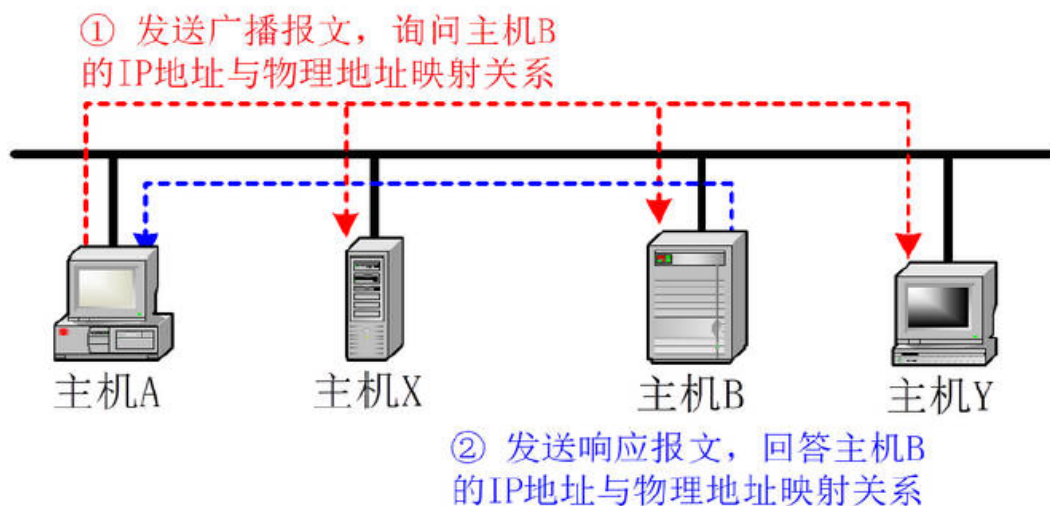 ① 发送广播报文，询问主机B
的IP地址与物理地址映射关系
主机A
主机X
主机B
主机Y
② 发送响应报文，回答主机B
的IP地址与物理地址映射关系